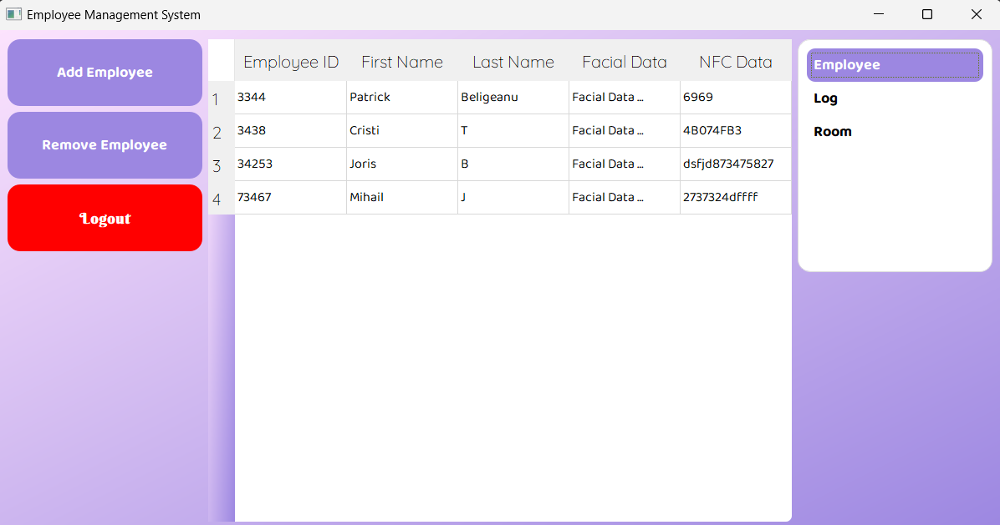 Employee Management System
Add Employee
Remove Employee
Logout
Employee ID First Name Last Name Facial Data NFC Data
1 3344 Patrick Beligeanu Facial Data ... 6969
2 3438 Cristi T Facial Data ... 4B074FB3
3 34253 Joris B Facial Data ... dsfjd873475827
4 73467 Mihail J Facial Data ... 2737324dffff
Employee
Log
Room